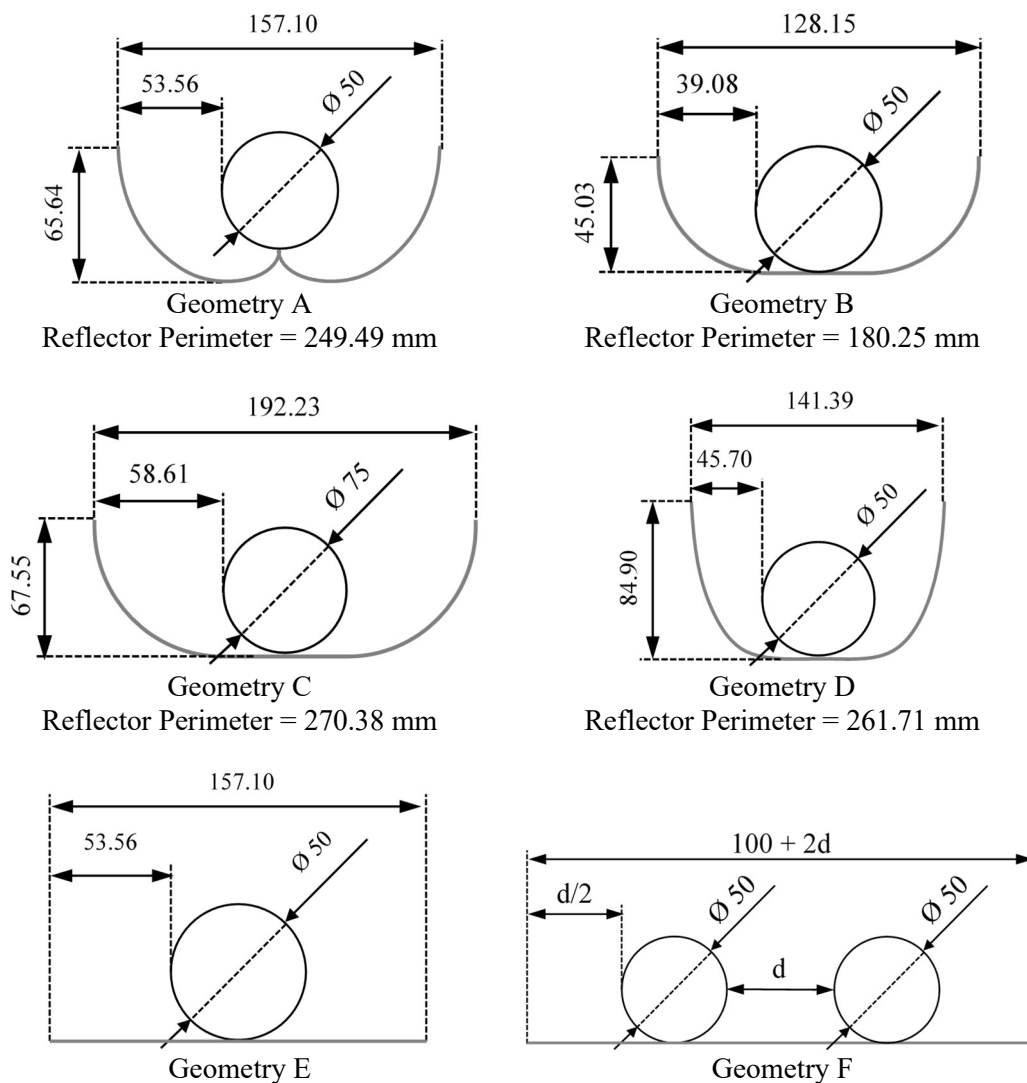 157.10
53.56
Ø 50
65.64
Geometry A
Reflector Perimeter = 249.49 mm
128.15
39.08
Ø 50
45.03
Geometry B
Reflector Perimeter = 180.25 mm
192.23
58.61
Ø 75
67.55
Geometry C
Reflector Perimeter = 270.38 mm
141.39
45.70
Ø 50
84.90
Geometry D
Reflector Perimeter = 261.71 mm
157.10
53.56
Ø 50
Geometry E
100 + 2d
d/2
Ø 50
Ø 50
d
Geometry F